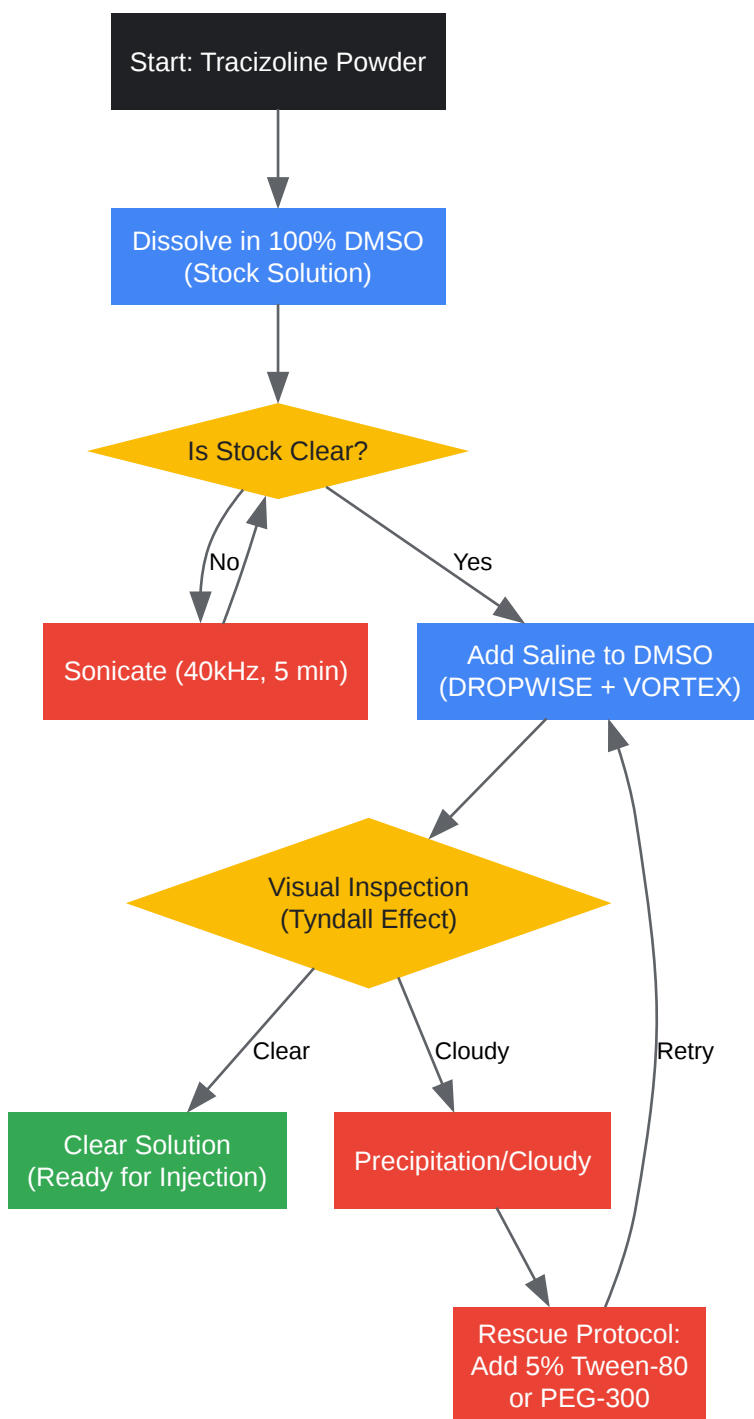 Start: Tracizoline Powder
Dissolve in 100% DMSO
(Stock Solution)
Is Stock Clear?
No
Yes
Sonicate (40kHz, 5 min)
Add Saline to DMSO
(DROPWISE + VORTEX)
Visual Inspection
(Tyndall Effect)
Clear
Cloudy
Retry
Clear Solution
(Ready for Injection)
Precipitation/Cloudy
Rescue Protocol:
Add 5% Tween-80
or PEG-300